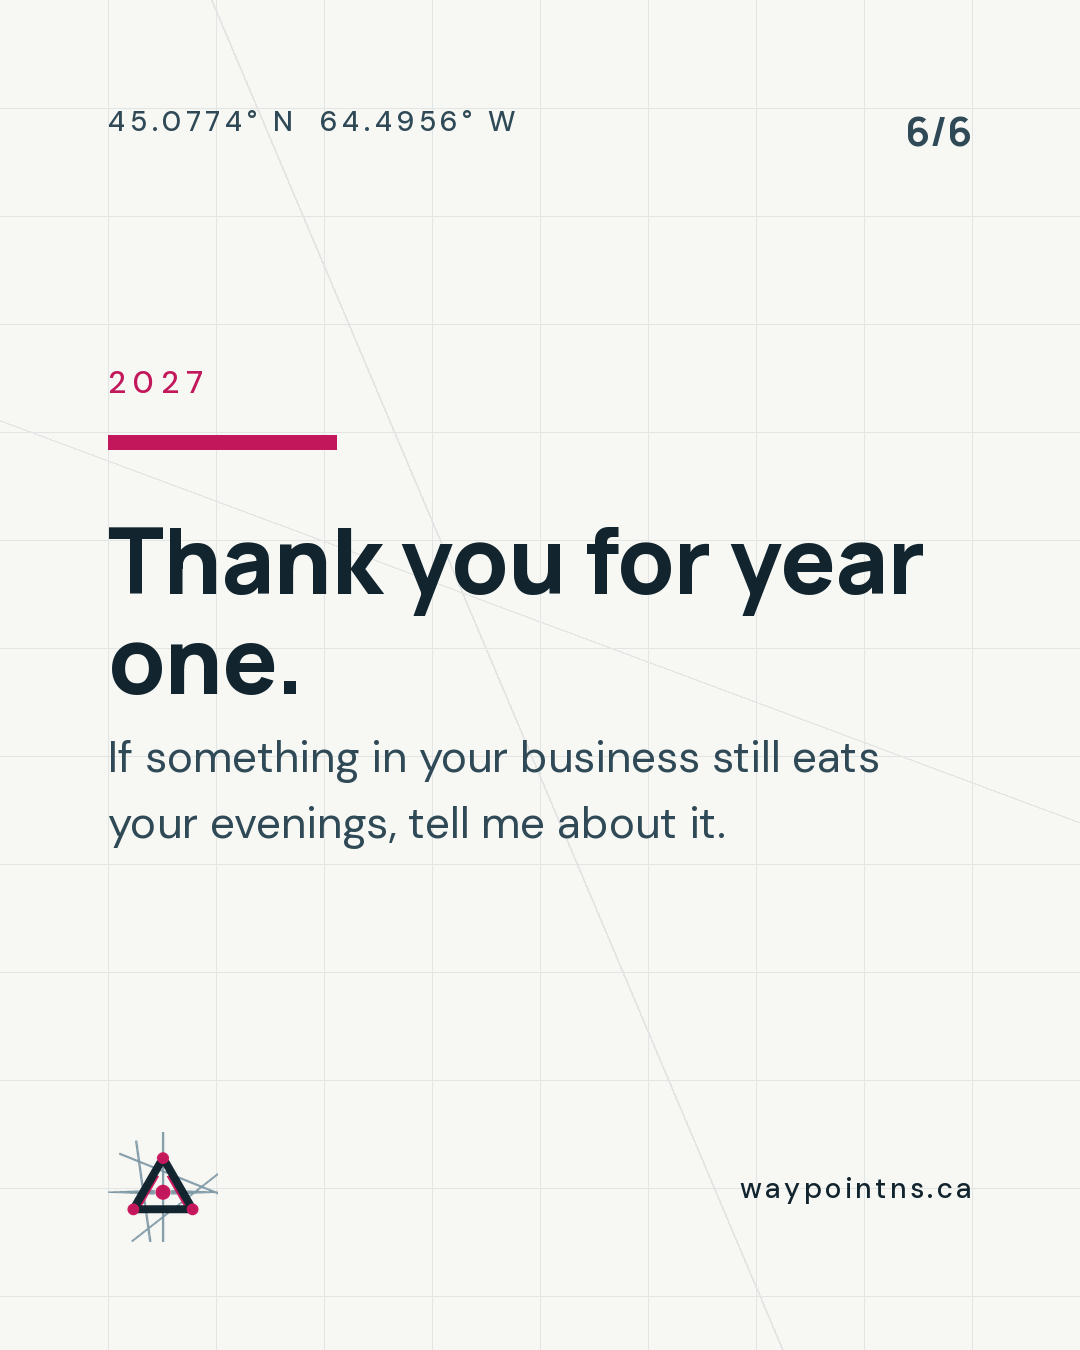 45.0774° N  64.4956° W
6/6
2027
Thank you for year
one.
If something in your business still eats
your evenings, tell me about it.
waypointns.ca